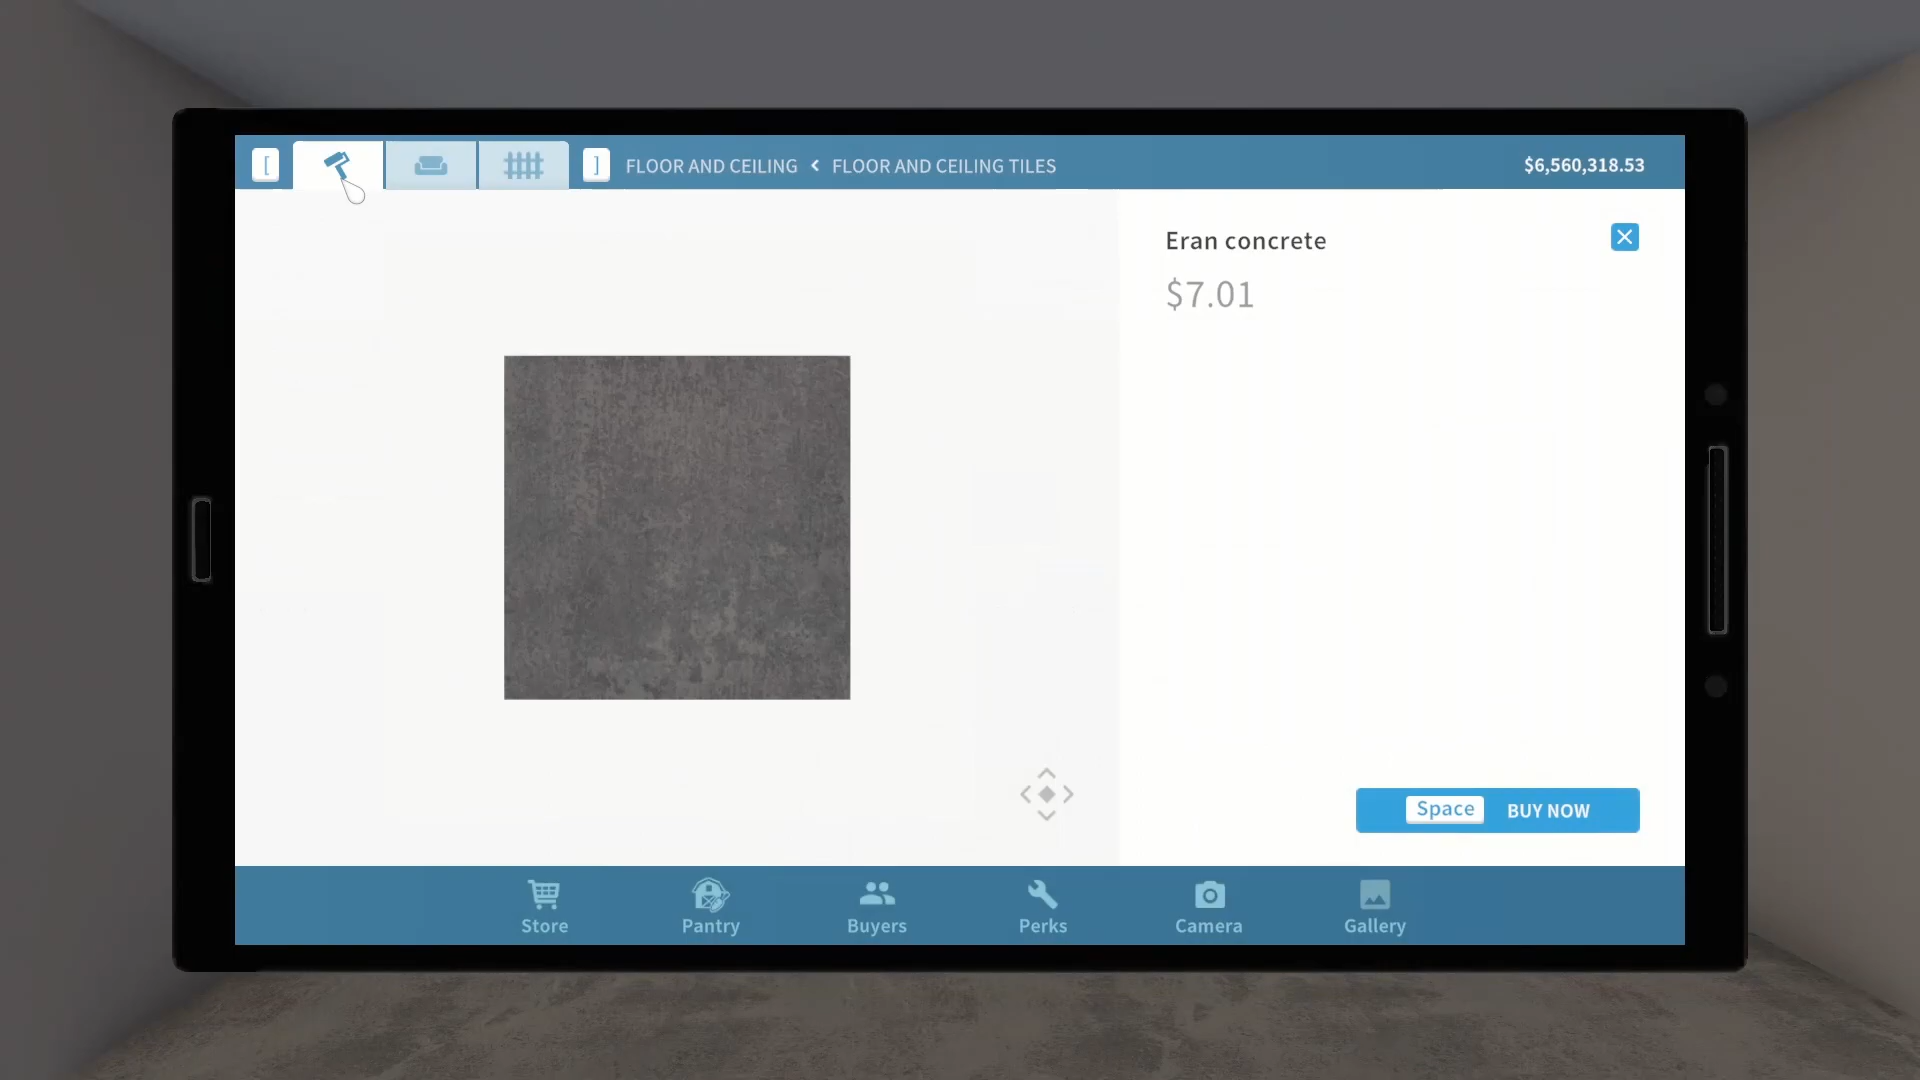 [ ] FLOOR AND CEILING < FLOOR AND CEILING TILES $6,560,318.53
Eran concrete
$7.01
Space BUY NOW
Store Pantry Buyers Perks Camera Gallery